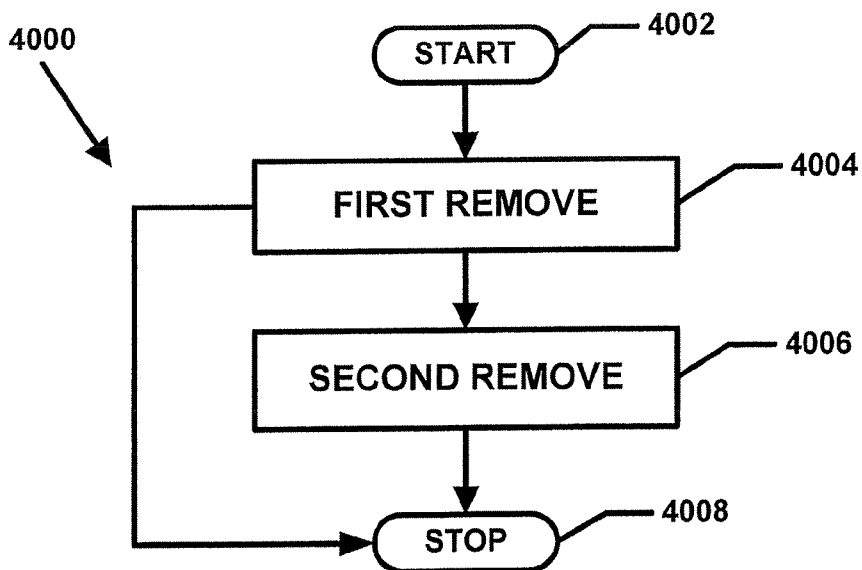 4000
START
4002
FIRST REMOVE
4004
SECOND REMOVE
4006
STOP
4008